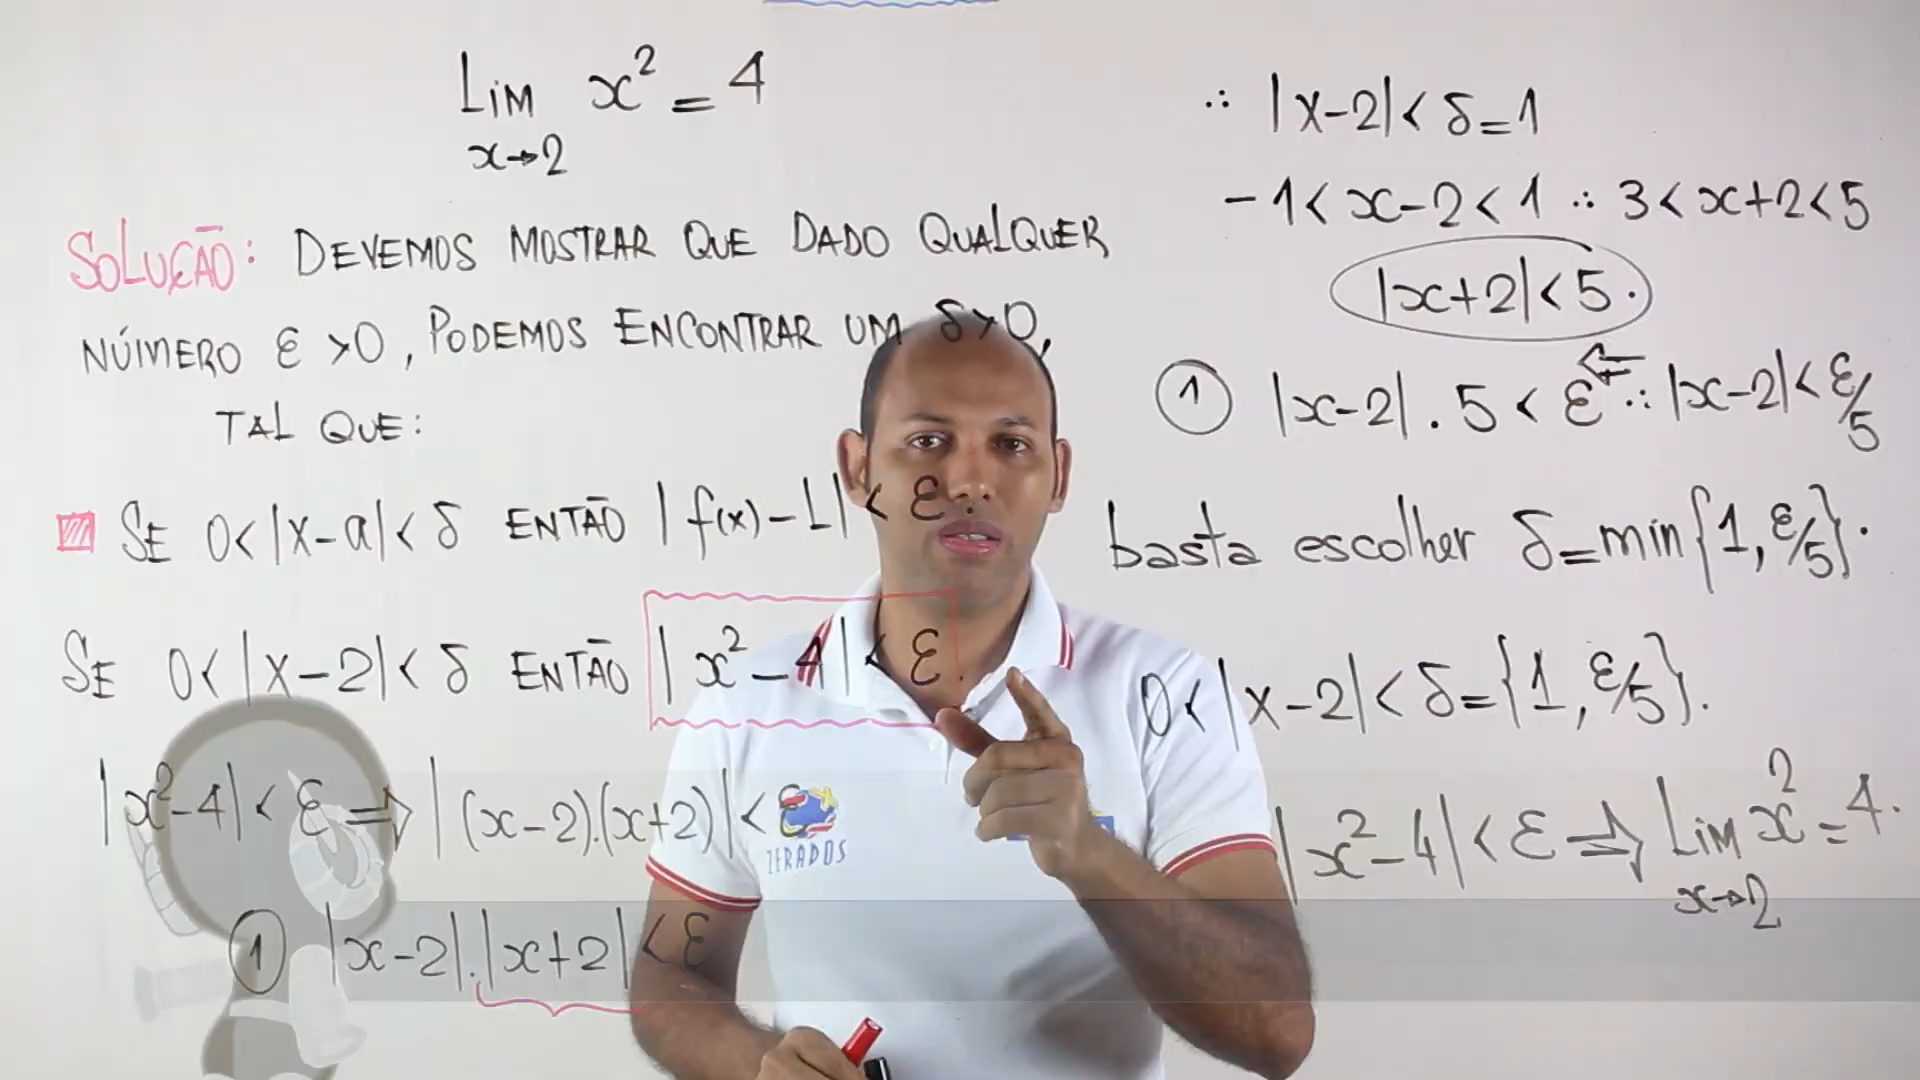 Lim x² = 4
x→2
SOLUÇÃO: DEVEMOS MOSTRAR QUE DADO QUALQUER
NÚMERO ε >0, PODEMOS ENCONTRAR UM δ>0,
TAL QUE:
SE 0<|x-a|< δ ENTÃO |f(x)-L|< ε.
SE 0<|x-2|< δ ENTÃO |x²-4|< ε.
|x²-4|< ε ⇒ |(x-2).(x+2)|< ε
① |x-2|.|x+2|< ε
∴ |x-2|< δ=1
-1< x-2<1 ∴ 3<x+2<5
|x+2|<5.
① |x-2|. 5 < ε ⇐ ∴ |x-2|< ε/5
basta escolher δ=min{1, ε/5}.
0<|x-2|< δ={1, ε/5}.
|x²-4|< ε ⇒ Lim x² = 4.
x→2
ZERADOS